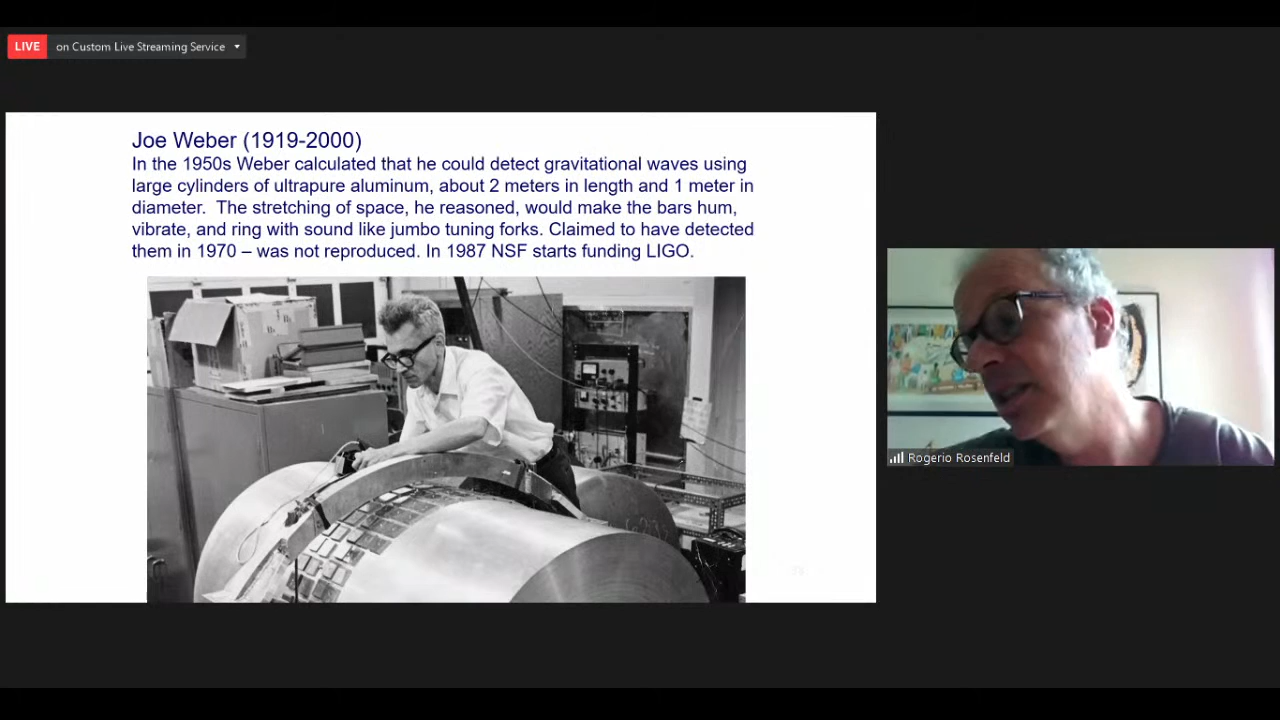 LIVE on Custom Live Streaming Service
Joe Weber (1919-2000)
In the 1950s Weber calculated that he could detect gravitational waves using
large cylinders of ultrapure aluminum, about 2 meters in length and 1 meter in
diameter.  The stretching of space, he reasoned, would make the bars hum,
vibrate, and ring with sound like jumbo tuning forks. Claimed to have detected
them in 1970 – was not reproduced. In 1987 NSF starts funding LIGO.
Rogerio Rosenfeld